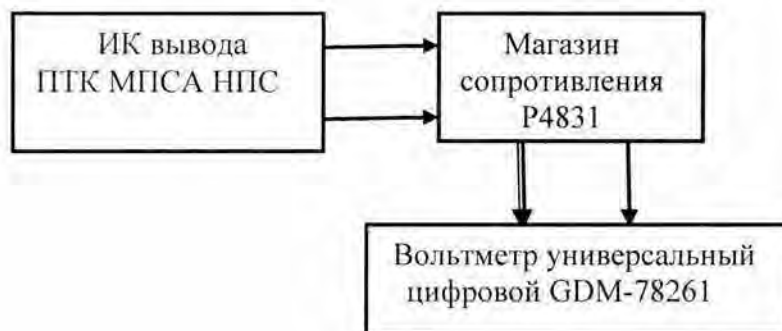 ИК вывода
ПТК МПСА НПС
Магазин
сопротивления
Р4831
Вольтметр универсальный
цифровой GDM-78261